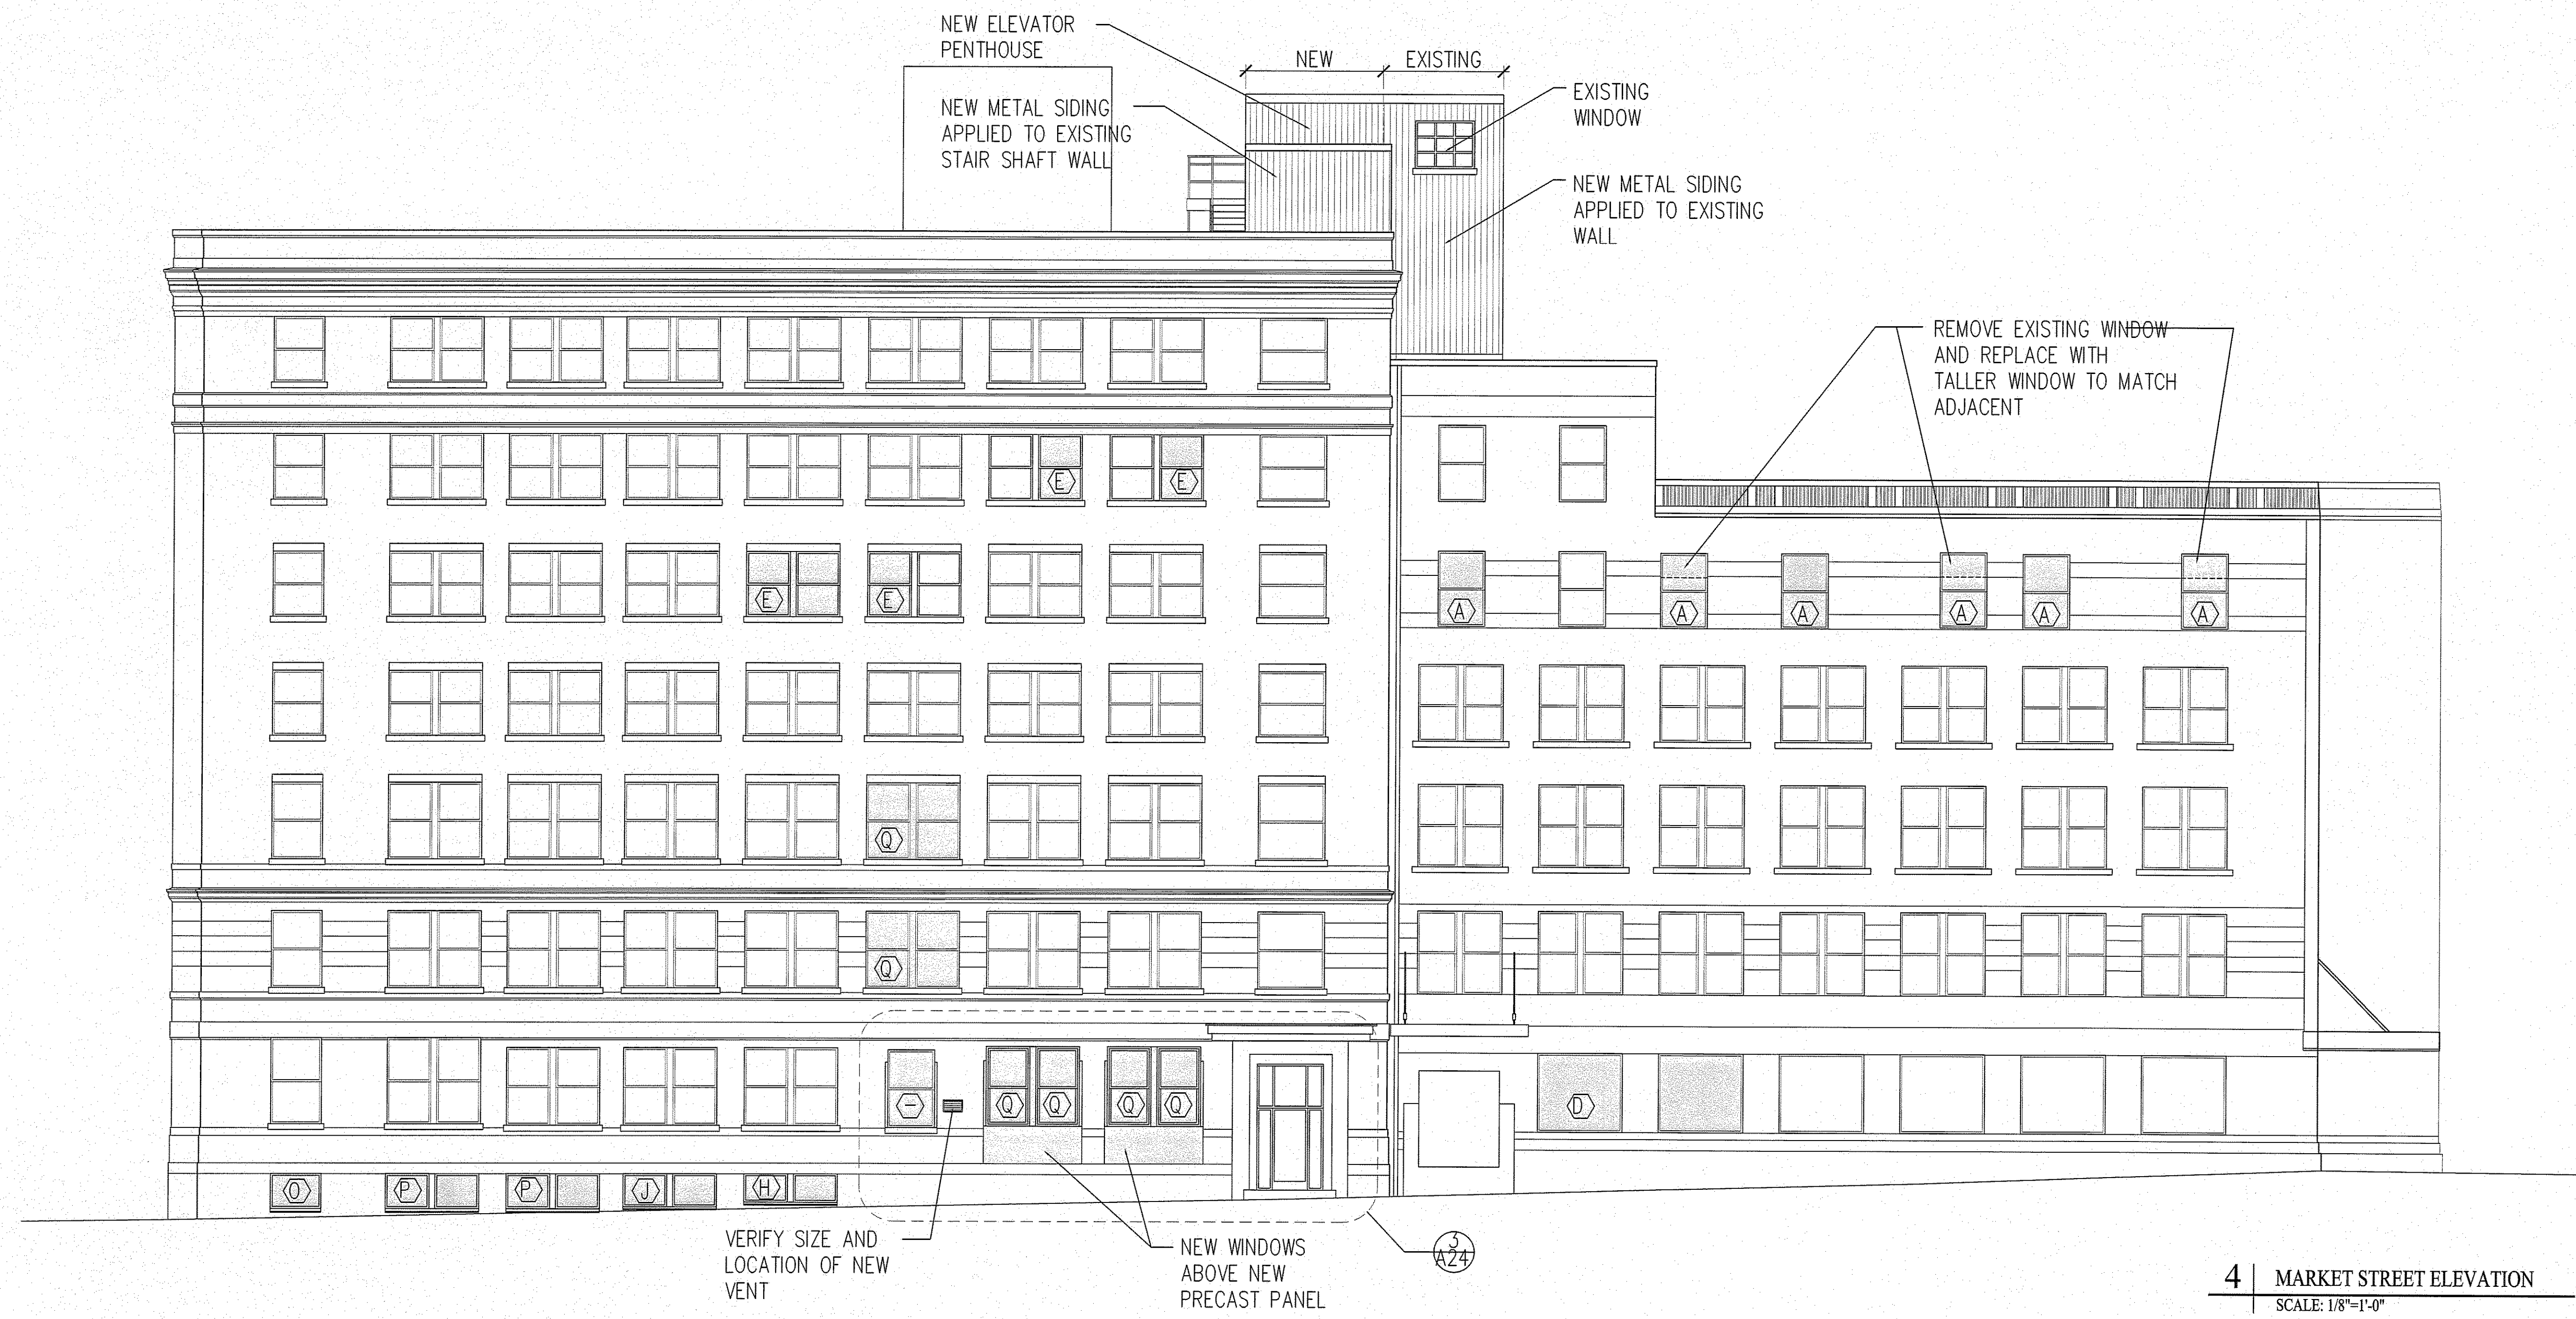 NEW ELEVATOR
PENTHOUSE
NEW METAL SIDING
APPLIED TO EXISTING
STAIR SHAFT WALL
NEW
EXISTING
EXISTING
WINDOW
NEW METAL SIDING
APPLIED TO EXISTING
WALL
REMOVE EXISTING WINDOW
AND REPLACE WITH
TALLER WINDOW TO MATCH
ADJACENT
E
E
E
E
A
A
A
A
A
A
Q
Q
–
Q
Q
Q
Q
D
O
P
P
J
H
VERIFY SIZE AND
LOCATION OF NEW
VENT
NEW WINDOWS
ABOVE NEW
PRECAST PANEL
3
A24
4
MARKET STREET ELEVATION
SCALE: 1/8"=1'-0"